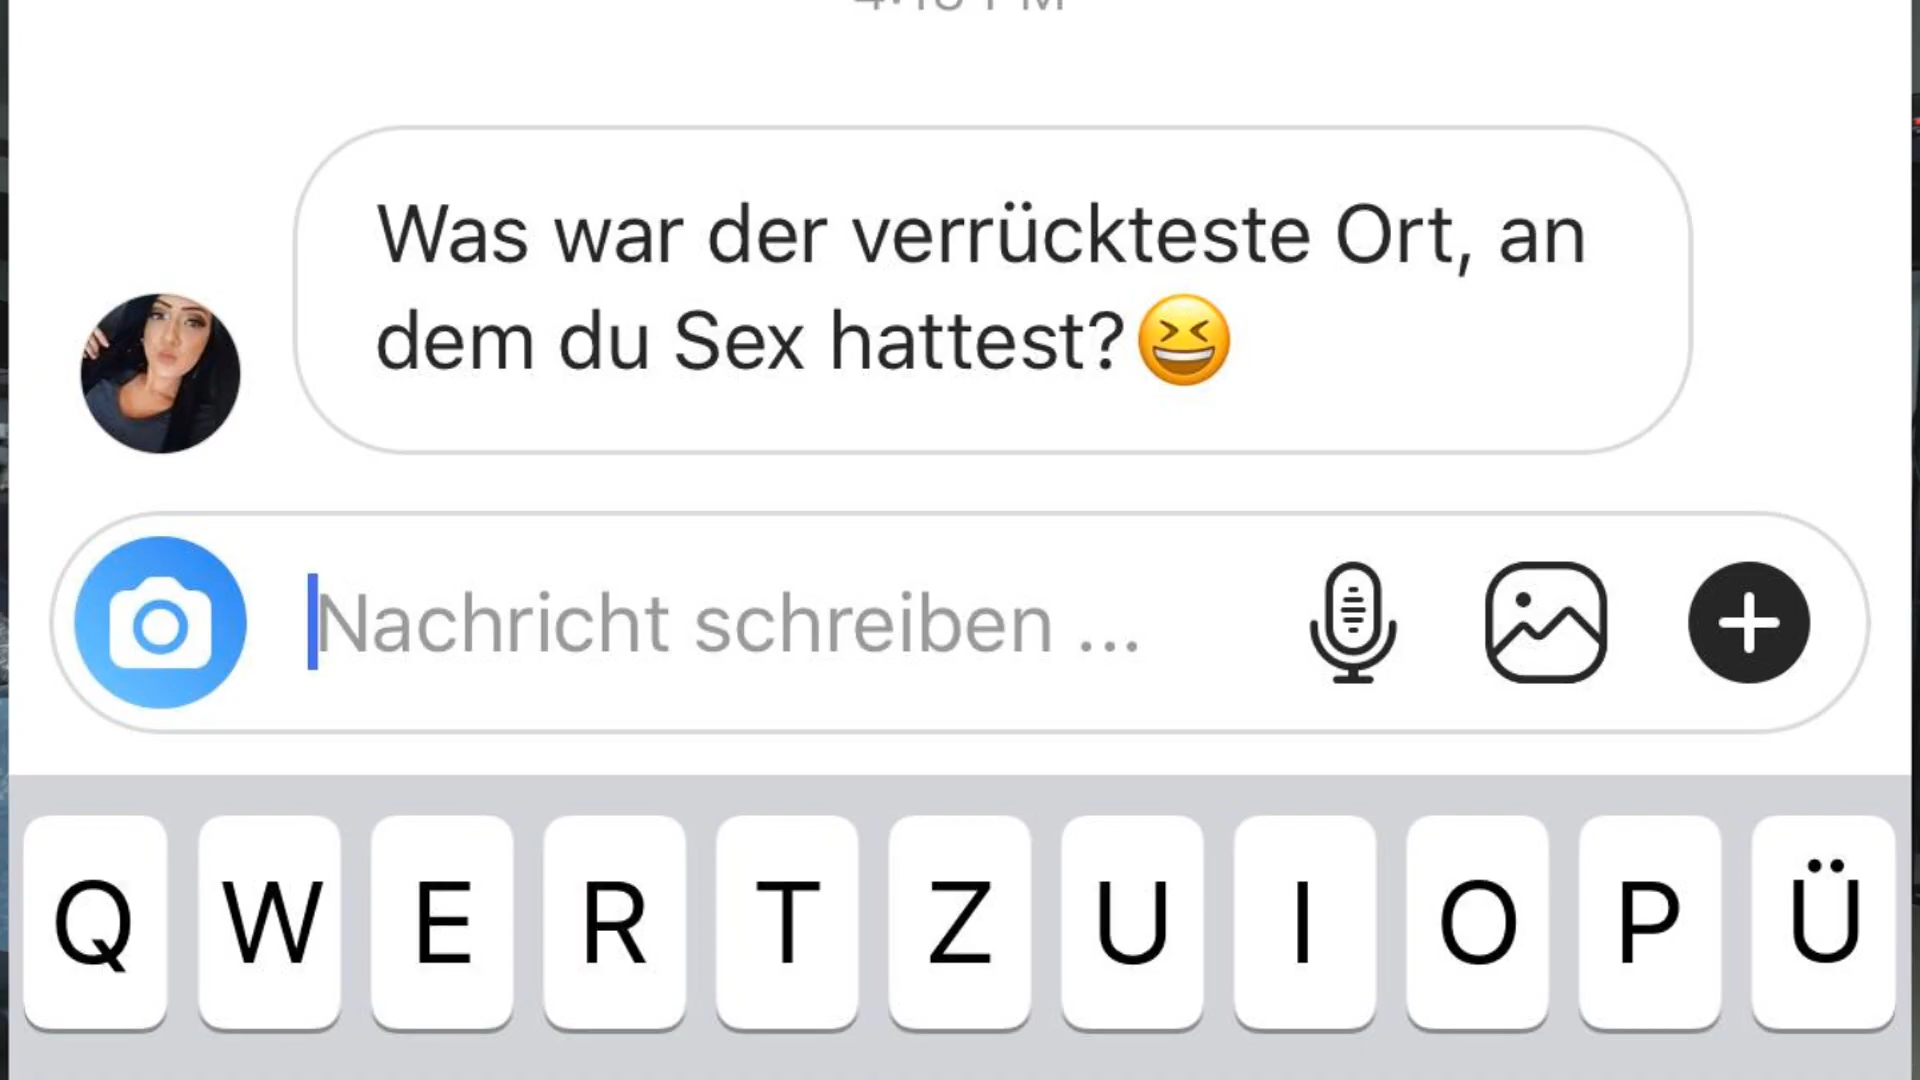 Was war der verrückteste Ort, an
dem du Sex hattest?😆
Nachricht schreiben ...
Q W E R T Z U I O P Ü